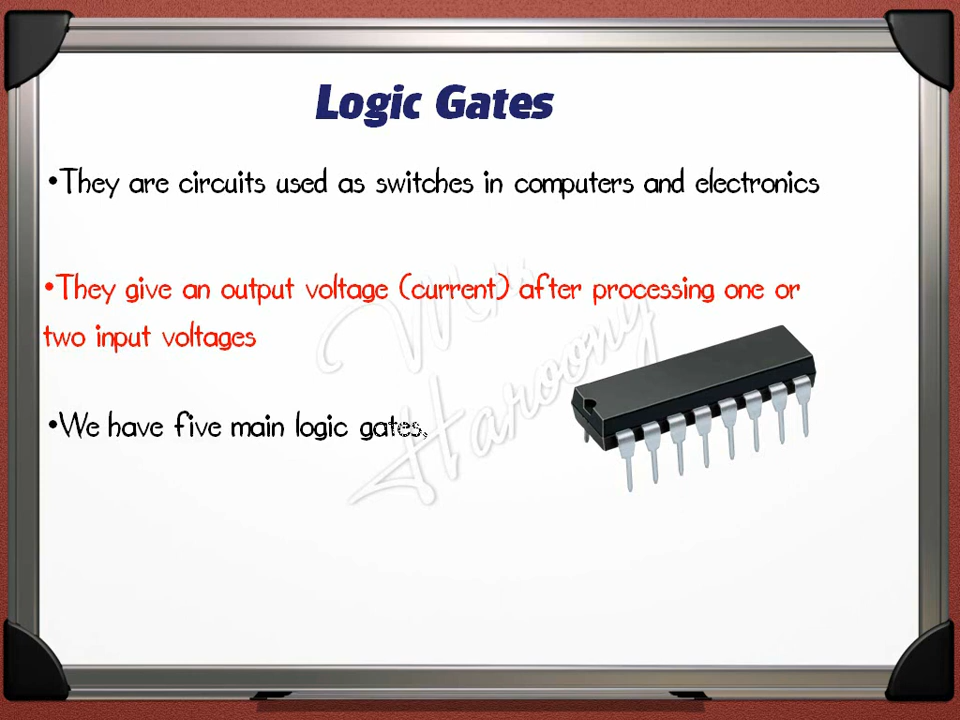 Logic Gates
•They are circuits used as switches in computers and electronics
•They give an output voltage (current) after processing one or
two input voltages
•We have five main logic gates.
Haroony